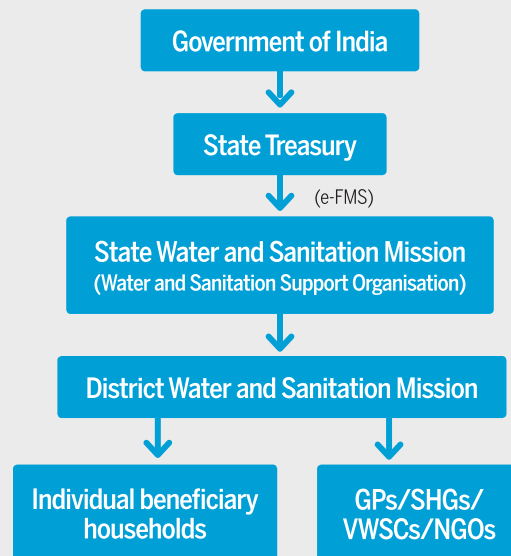 Government of India
State Treasury
(e-FMS)
State Water and Sanitation Mission
(Water and Sanitation Support Organisation)
District Water and Sanitation Mission
Individual beneficiary
households
GPs/SHGs/
VWSCs/NGOs